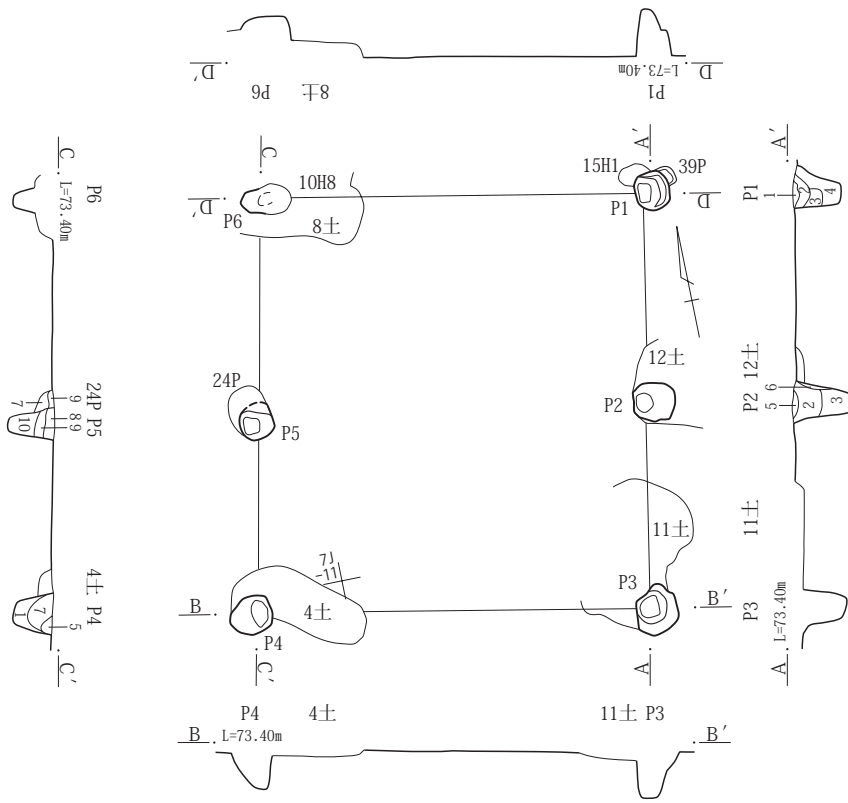 D'
D
L=73.40m
P6
8土
P1
C
L=73.40m
P6
C
A'
A'
10H8
15H1
39P
D'
P6
8土
P1
D
P1
1
2
3
4
24P
P5
7
9
8
10
9
24P
P5
12土
P2
12土
P2
6
5
2
3
7J
-11
11土
11土
4土
P4
1
7
5
B
4土
P4
P3
B'
P3
L=73.40m
C'
C'
A
A
P4
4土
11土
P3
B
L=73.40m
B'